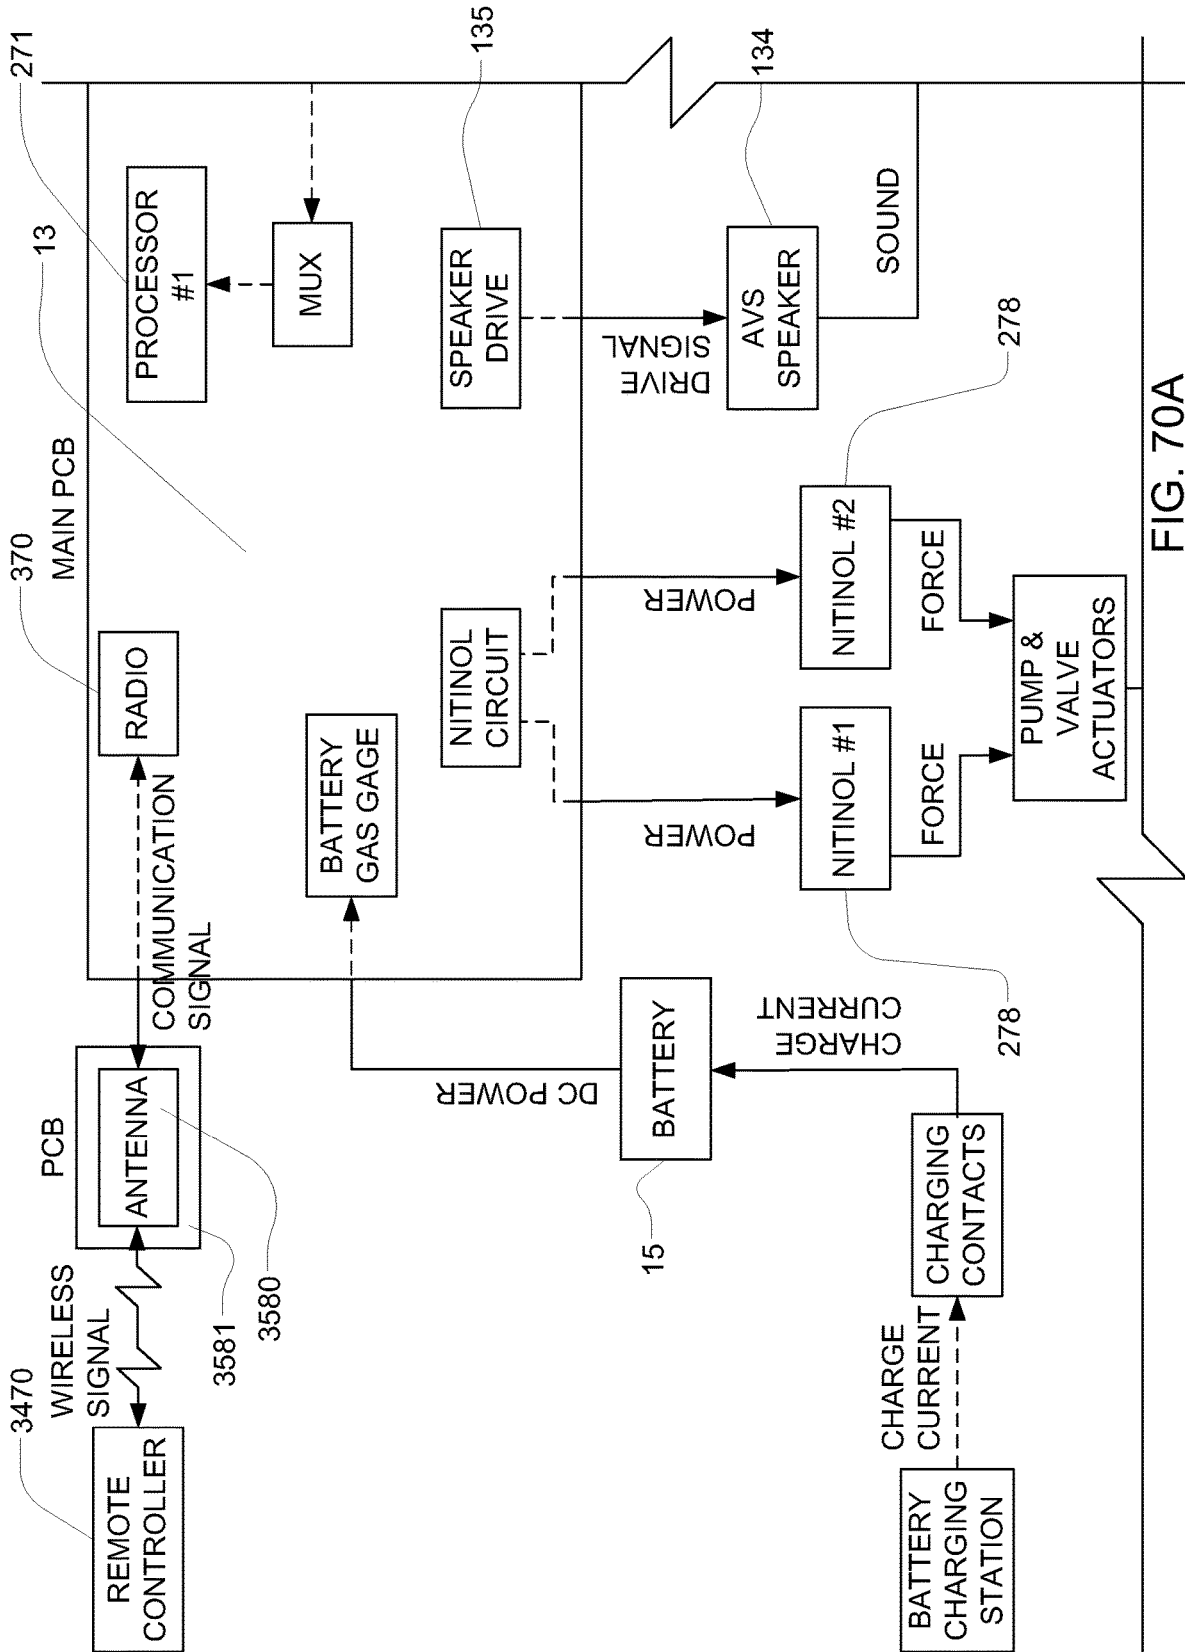 3470
REMOTE
CONTROLLER
WIRELESS
SIGNAL
3581
3580
PCB
ANTENNA
COMMUNICATION
SIGNAL
370
RADIO
MAIN PCB
13
271
PROCESSOR
#1
MUX
BATTERY
GAS GAGE
NITINOL
CIRCUIT
SPEAKER
DRIVE
135
DC POWER
15
BATTERY
CHARGE
CURRENT
POWER
POWER
DRIVE
SIGNAL
134
AVS
SPEAKER
SOUND
278
NITINOL #1
NITINOL #2
278
FORCE
FORCE
BATTERY
CHARGING
STATION
CHARGE
CURRENT
CHARGING
CONTACTS
PUMP &
VALVE
ACTUATORS
FIG. 70A